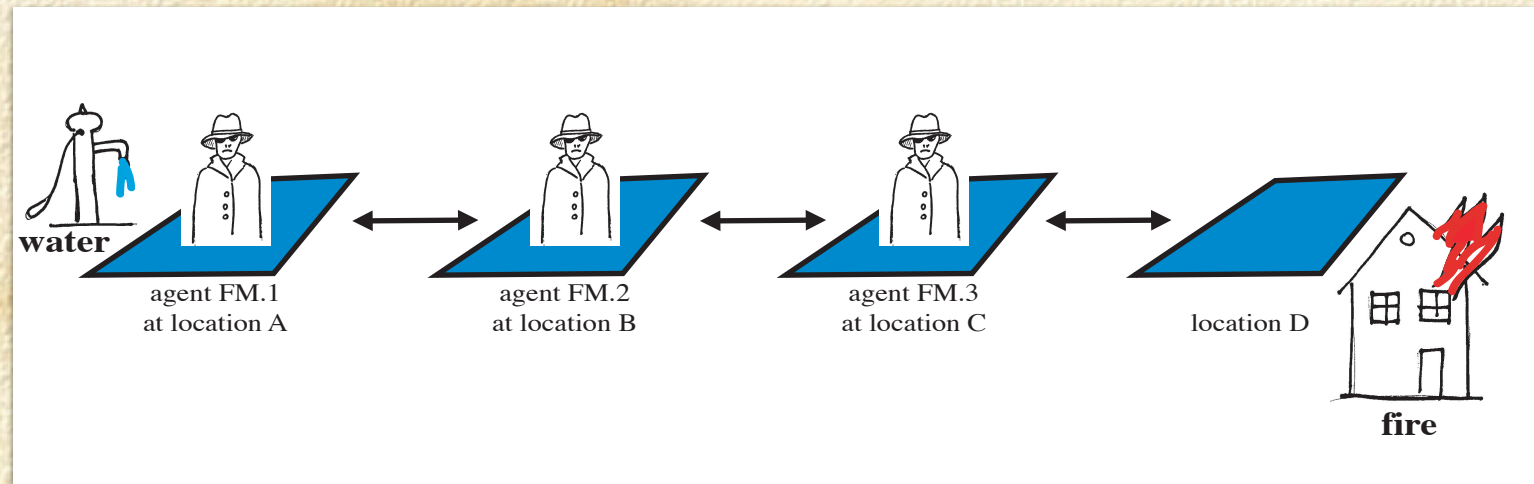 water
agent FM.1
at location A
agent FM.2
at location B
agent FM.3
at location C
location D
fire